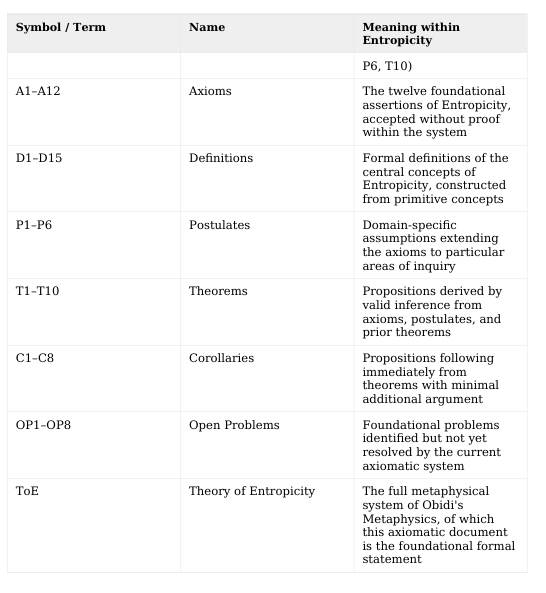 Symbol / Term Name Meaning within
Entropicity
P6, T10)
A1–A12 Axioms The twelve foundational
assertions of Entropicity,
accepted without proof
within the system
D1–D15 Definitions Formal definitions of the
central concepts of
Entropicity, constructed
from primitive concepts
P1–P6 Postulates Domain-specific
assumptions extending
the axioms to particular
areas of inquiry
T1–T10 Theorems Propositions derived by
valid inference from
axioms, postulates, and
prior theorems
C1–C8 Corollaries Propositions following
immediately from
theorems with minimal
additional argument
OP1–OP8 Open Problems Foundational problems
identified but not yet
resolved by the current
axiomatic system
ToE Theory of Entropicity The full metaphysical
system of Obidi's
Metaphysics, of which
this axiomatic document
is the foundational formal
statement